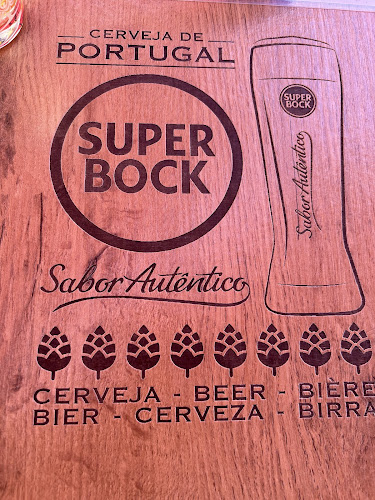 CERVEJA DE
PORTUGAL
SUPER
BOCK
Sabor Autêntico
SUPER
BOCK
Sabor Autêntico
CERVEJA - BEER - BIÈRE
BIER - CERVEZA - BIRRA